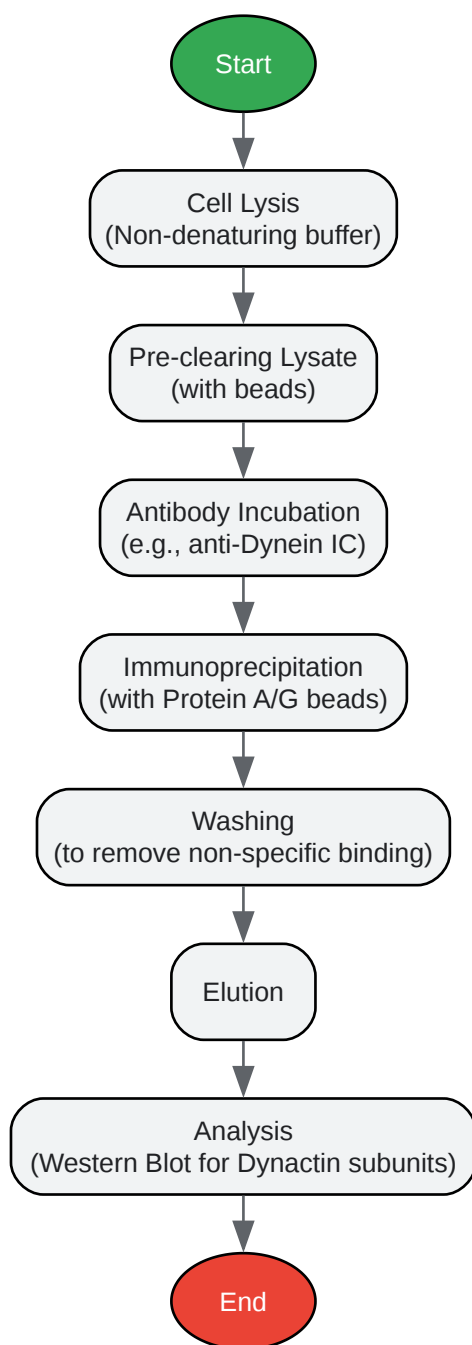 Start
Cell Lysis
(Non-denaturing buffer)
Pre-clearing Lysate
(with beads)
Antibody Incubation
(e.g., anti-Dynein IC)
Immunoprecipitation
(with Protein A/G beads)
Washing
(to remove non-specific binding)
Elution
Analysis
(Western Blot for Dynactin subunits)
End